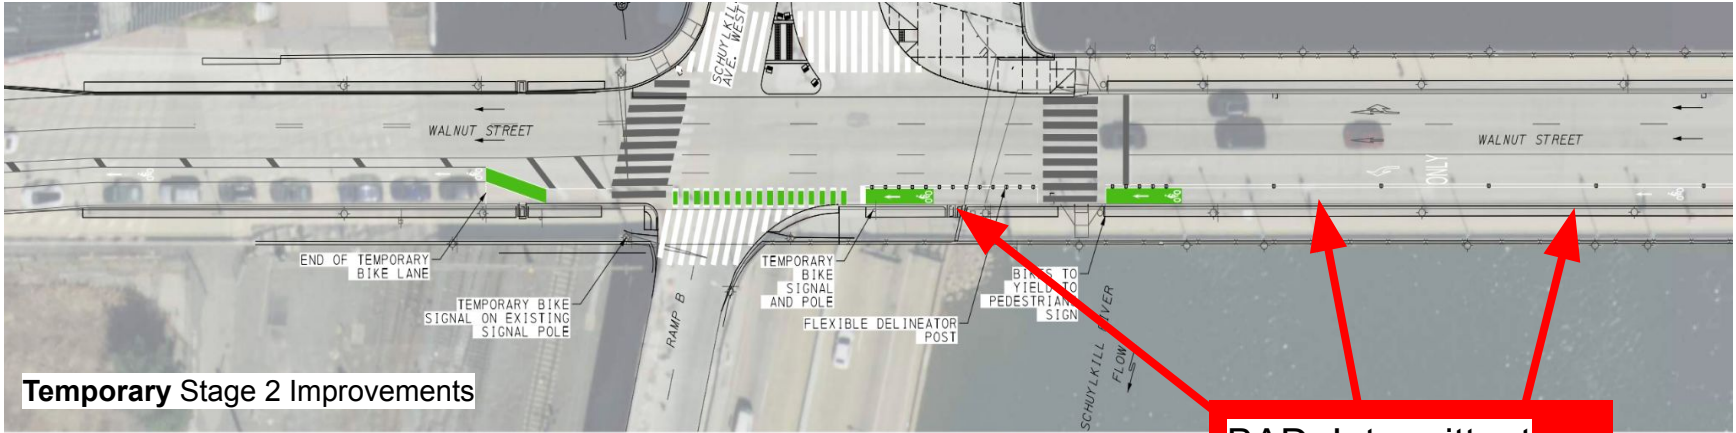 SCHUYLKILL
AVE. WEST
WALNUT STREET
WALNUT STREET
ONLY
END OF TEMPORARY
BIKE LANE
TEMPORARY BIKE
SIGNAL ON EXISTING
SIGNAL POLE
RAMP B
TEMPORARY
BIKE
SIGNAL
AND POLE
FLEXIBLE DELINEATOR
POST
BIKES TO
YIELD TO
PEDESTRIAN
SIGN
SCHUYLKILL RIVER
FLOW
Temporary Stage 2 Improvements